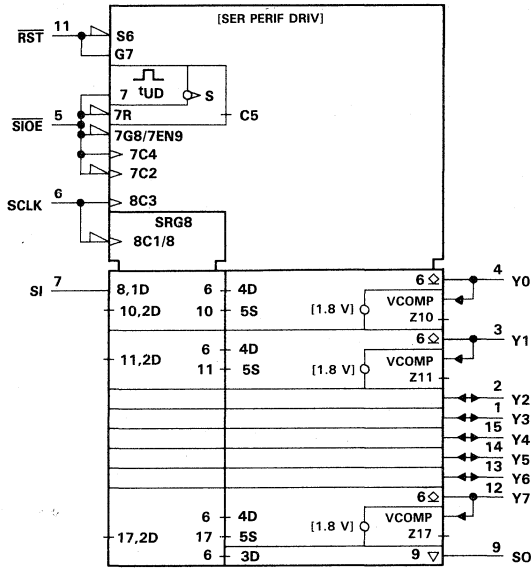 [SER PERIF DRIV]
RST 11 S6
G7
7 tUD S
SIOE 5 7R C5
7G8/7EN9
7C4
7C2
SCLK 6 8C3
SRG8
8C1/8
SI 7 8,1D 6 4D 6 4 Y0
10,2D 10 5S [1.8 V] VCOMP
Z10
6 3 Y1
11,2D 6 4D VCOMP
11 5S [1.8 V] Z11
2 Y2
1 Y3
15 Y4
14 Y5
13 Y6
6 12 Y7
6 4D VCOMP
17,2D 17 5S [1.8 V] Z17
6 3D 9 9 SO